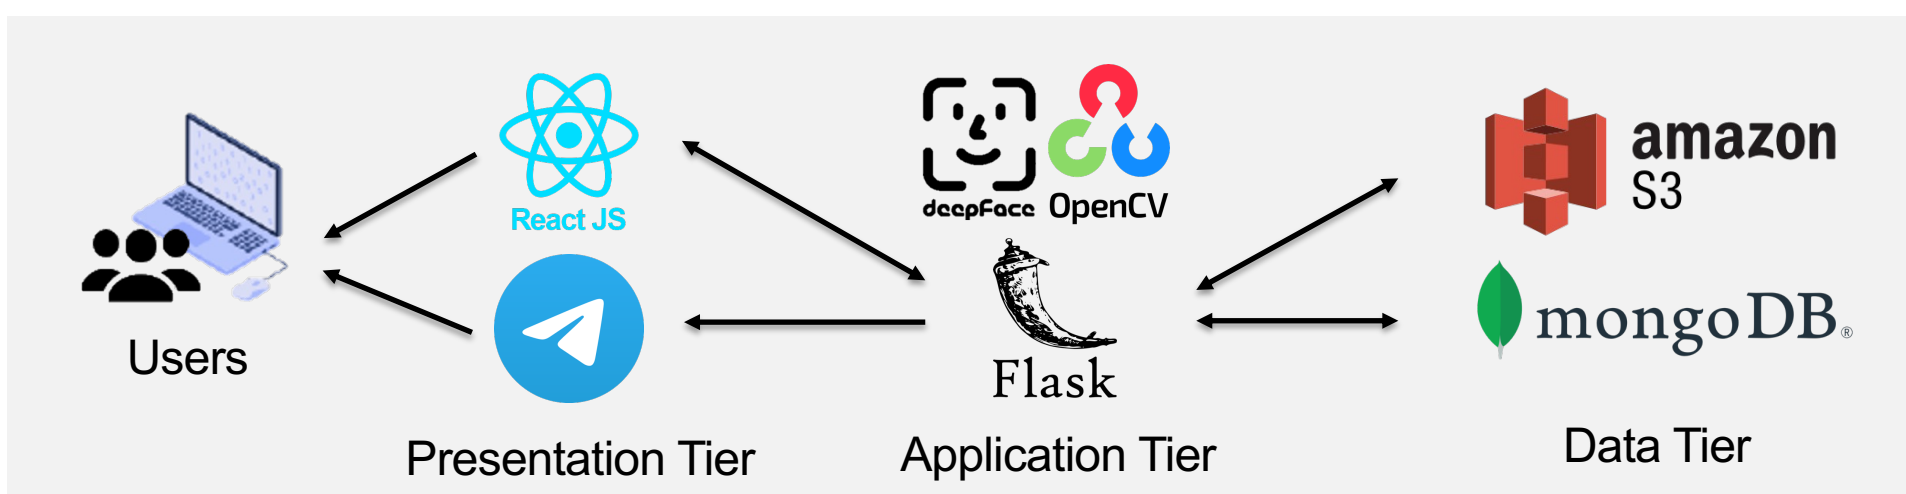 React JS
deepFace
OpenCV
amazon
S3
mongoDB®
Flask
Users
Presentation Tier
Application Tier
Data Tier